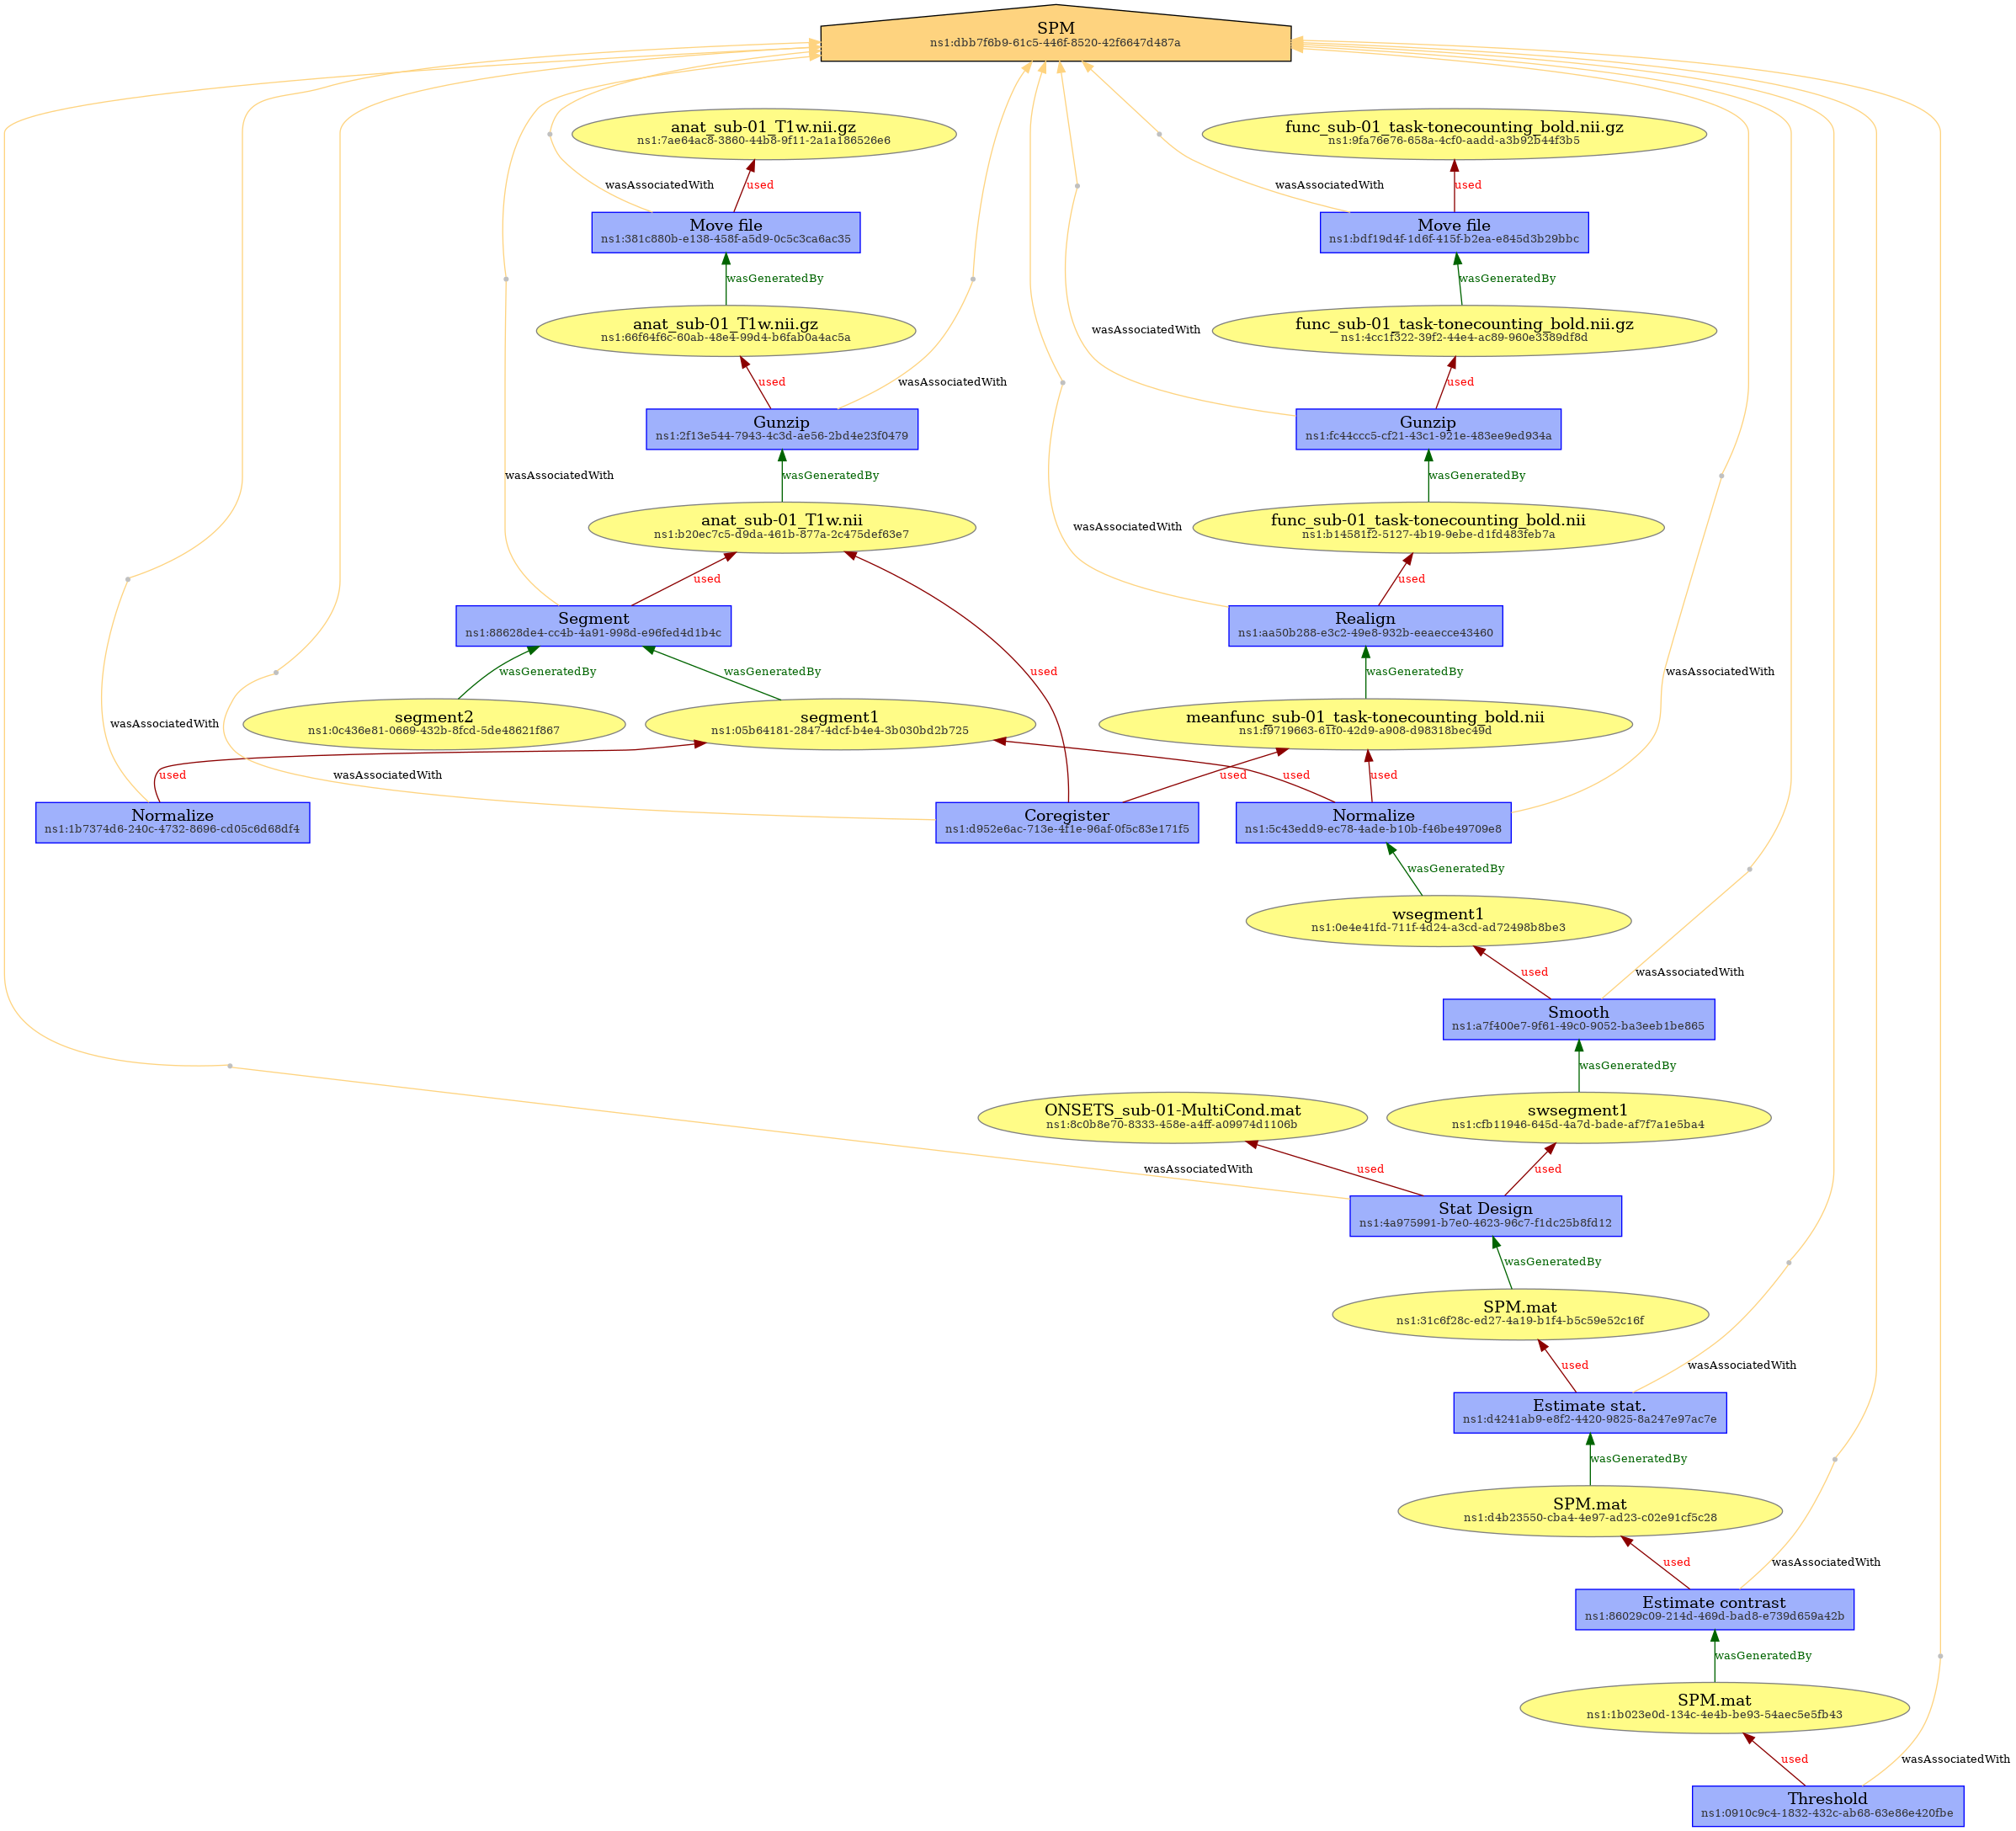 SPM
ns1:dbb7f6b9-61c5-446f-8520-42f6647d487a
anat_sub-01_T1w.nii.gz
ns1:7ae64ac8-3860-44b8-9f11-2a1a186526e6
func_sub-01_task-tonecounting_bold.nii.gz
ns1:9fa76e76-658a-4cf0-aadd-a3b92b44f3b5
wasAssociatedWith
used
wasAssociatedWith
used
Move file
ns1:381c880b-e138-458f-a5d9-0c5c3ca6ac35
Move file
ns1:bdf19d4f-1d6f-415f-b2ea-e845d3b29bbc
wasGeneratedBy
wasGeneratedBy
anat_sub-01_T1w.nii.gz
ns1:66f64f6c-60ab-48e4-99d4-b6fab0a4ac5a
wasAssociatedWith
func_sub-01_task-tonecounting_bold.nii.gz
ns1:4cc1f322-39f2-44e4-ac89-960e3389df8d
used
wasAssociatedWith
used
Gunzip
ns1:2f13e544-7943-4c3d-ae56-2bd4e23f0479
Gunzip
ns1:fc44ccc5-cf21-43c1-921e-483ee9ed934a
wasAssociatedWith
wasGeneratedBy
wasGeneratedBy
anat_sub-01_T1w.nii
ns1:b20ec7c5-d9da-461b-877a-2c475def63e7
wasAssociatedWith
func_sub-01_task-tonecounting_bold.nii
ns1:b14581f2-5127-4b19-9ebe-d1fd483feb7a
used
used
Segment
ns1:88628de4-cc4b-4a91-998d-e96fed4d1b4c
Realign
ns1:aa50b288-e3c2-49e8-932b-eeaecce43460
wasGeneratedBy
wasGeneratedBy
used
wasGeneratedBy
wasAssociatedWith
wasAssociatedWith
segment2
ns1:0c436e81-0669-432b-8fcd-5de48621f867
segment1
ns1:05b64181-2847-4dcf-b4e4-3b030bd2b725
meanfunc_sub-01_task-tonecounting_bold.nii
ns1:f9719663-61f0-42d9-a908-d98318bec49d
used
wasAssociatedWith
used
used
used
Normalize
ns1:1b7374d6-240c-4732-8696-cd05c6d68df4
Coregister
ns1:d952e6ac-713e-4f1e-96af-0f5c83e171f5
Normalize
ns1:5c43edd9-ec78-4ade-b10b-f46be49709e8
wasGeneratedBy
wsegment1
ns1:0e4e41fd-711f-4d24-a3cd-ad72498b8be3
used
wasAssociatedWith
Smooth
ns1:a7f400e7-9f61-49c0-9052-ba3eeb1be865
wasGeneratedBy
ONSETS_sub-01-MultiCond.mat
ns1:8c0b8e70-8333-458e-a4ff-a09974d1106b
swsegment1
ns1:cfb11946-645d-4a7d-bade-af7f7a1e5ba4
wasAssociatedWith
used
used
Stat Design
ns1:4a975991-b7e0-4623-96c7-f1dc25b8fd12
wasGeneratedBy
SPM.mat
ns1:31c6f28c-ed27-4a19-b1f4-b5c59e52c16f
used
wasAssociatedWith
Estimate stat.
ns1:d4241ab9-e8f2-4420-9825-8a247e97ac7e
wasGeneratedBy
SPM.mat
ns1:d4b23550-cba4-4e97-ad23-c02e91cf5c28
used
wasAssociatedWith
Estimate contrast
ns1:86029c09-214d-469d-bad8-e739d659a42b
wasGeneratedBy
SPM.mat
ns1:1b023e0d-134c-4e4b-be93-54aec5e5fb43
used
wasAssociatedWith
Threshold
ns1:0910c9c4-1832-432c-ab68-63e86e420fbe